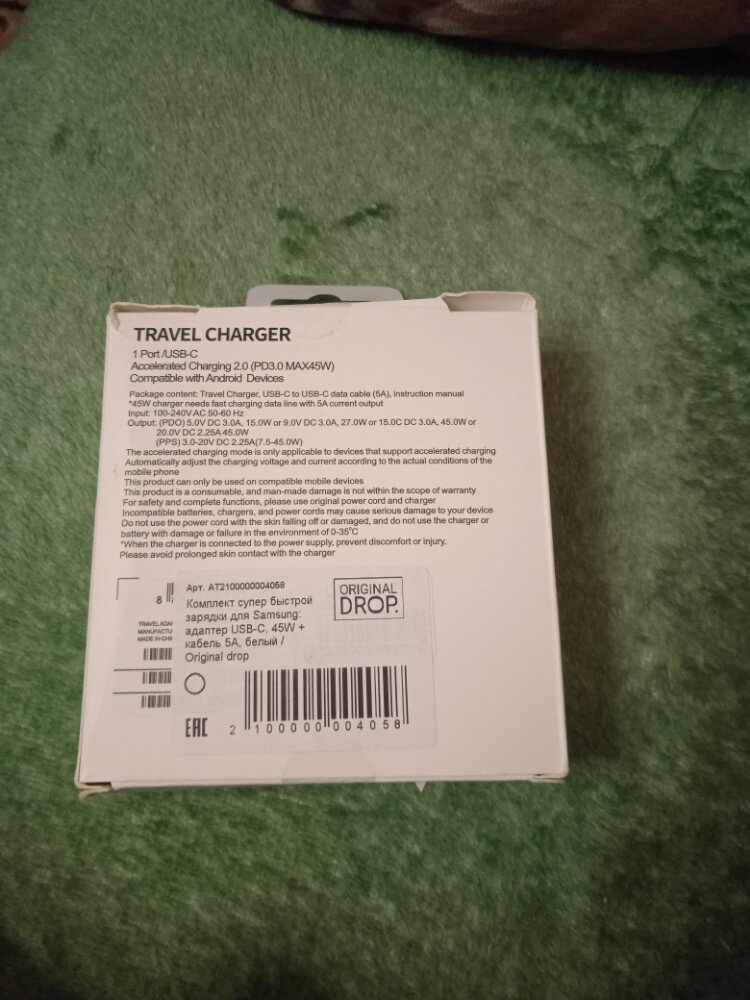 TRAVEL CHARGER
1 Port /USB-C
Accelerated Charging 2.0 (PD3.0 MAX45W)
Compatible with Android Devices
Package content: Travel Charger, USB-C to USB-C data cable (5A), instruction manual
*45W charger needs fast charging data line with 5A current output
Input: 100-240V AC 50-60 Hz
Output: (PDO) 5.0V DC 3.0A, 15.0W or 9.0V DC 3.0A, 27.0W or 15.0C DC 3.0A, 45.0W or
20.0V DC 2.25A 45.0W
(PPS) 3.0-20V DC 2.25A(7.5-45.0W)
The accelerated charging mode is only applicable to devices that support accelerated charging
Automatically adjust the charging voltage and current according to the actual conditions of the
mobile phone
This product can only be used on compatible mobile devices
This product is a consumable, and man-made damage is not within the scope of warranty
For safety and complete functions, please use original power cord and charger
Incompatible batteries, chargers, and power cords may cause serious damage to your device
Do not use the power cord with the skin falling off or damaged, and do not use the charger or
battery with damage or failure in the environment of 0-35°C
*When the charger is connected to the power supply, prevent discomfort or injury.
Please avoid prolonged skin contact with the charger
8
TRAVELADAI
MANUFACTU
MADE IN CHI
Арт. AT2100000004058
Комплект супер быстрой
зарядки для Samsung:
адаптер USB-C, 45W +
кабель 5A, белый /
Original drop
ORIGINAL
DROP.
EAC
2 100000 004058